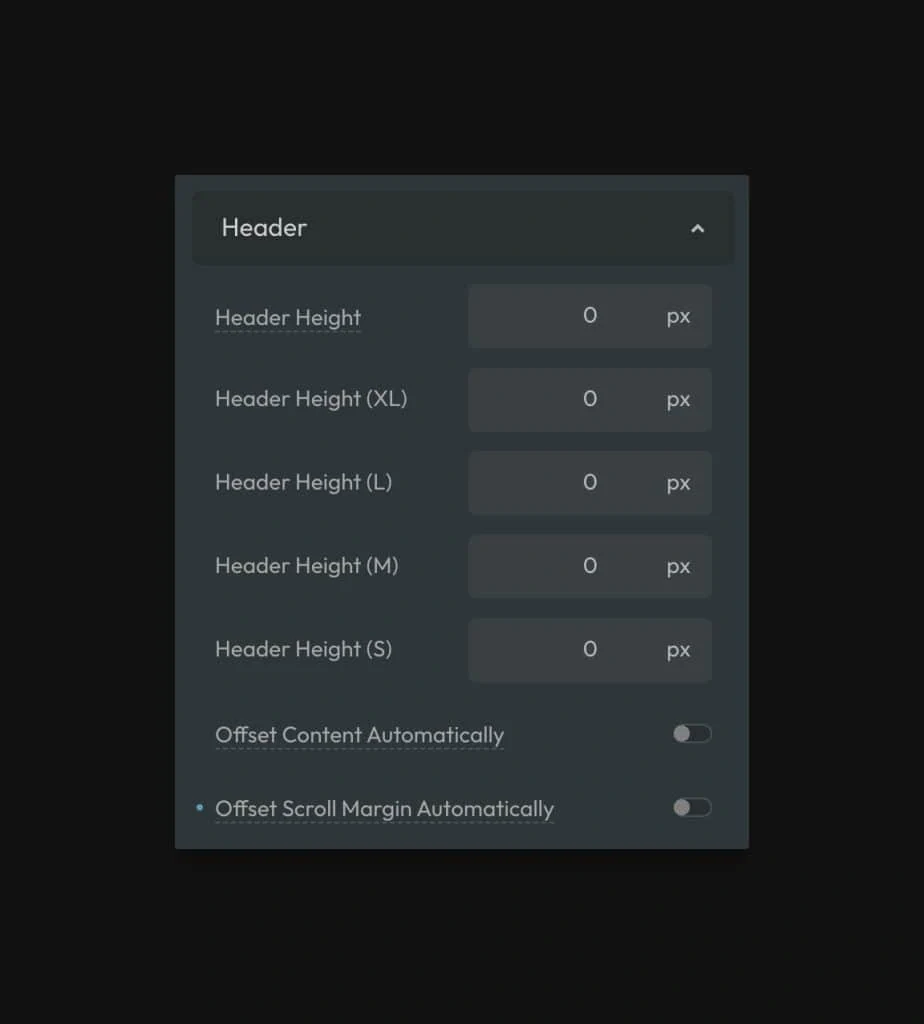 Header
Header Height 0 px
Header Height (XL) 0 px
Header Height (L) 0 px
Header Height (M) 0 px
Header Height (S) 0 px
Offset Content Automatically
Offset Scroll Margin Automatically